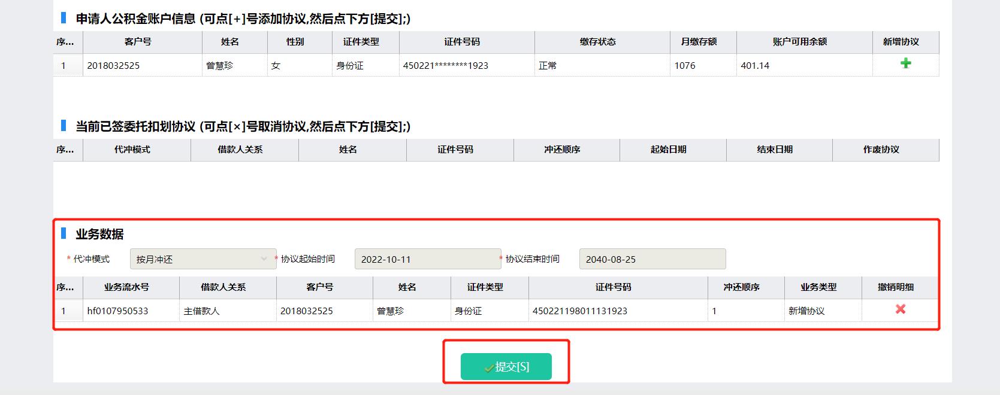 申请人公积金账户信息 (可点[+]号添加协议,然后点下方[提交];)
序... 客户号 姓名 性别 证件类型 证件号码 缴存状态 月缴存额 账户可用余额 新增协议
1 2018032525 曾慧珍 女 身份证 450221********1923 正常 1076 401.14
当前已签委托扣划协议 (可点[×]号取消协议,然后点下方[提交];)
序... 代冲模式 借款人关系 姓名 证件号码 冲还顺序 起始日期 结束日期 作废协议
业务数据
* 代冲模式 按月冲还 * 协议起始时间 2022-10-11 * 协议结束时间 2040-08-25
序... 业务流水号 借款人关系 客户号 姓名 证件类型 证件号码 冲还顺序 业务类型 撤销明细
1 hf0107950533 主借款人 2018032525 曾慧珍 身份证 450221198011131923 1 新增协议
提交[S]